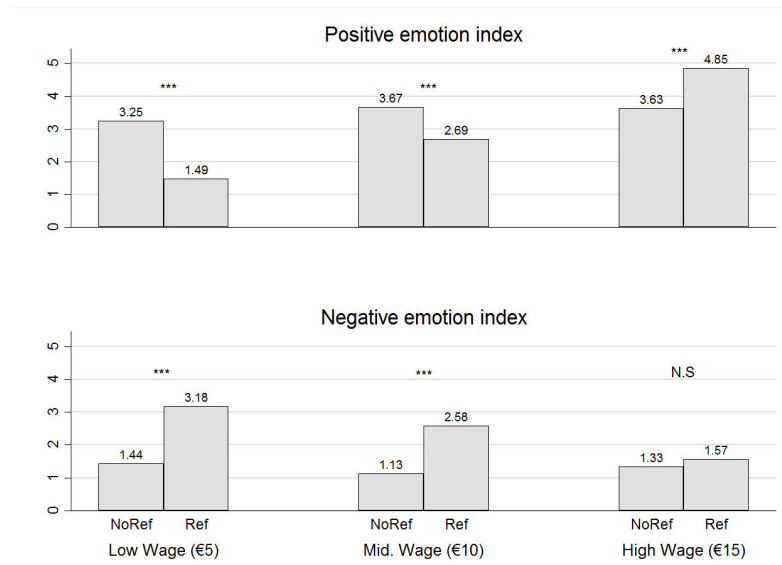 Positive emotion index
*** *** ***
5
4
3
2
1
0
3.25 1.49 3.67 2.69 3.63 4.85
Negative emotion index
*** *** N.S
5
4
3
2
1
0
1.44 3.18 1.13 2.58 1.33 1.57
NoRef Ref NoRef Ref NoRef Ref
Low Wage (€5) Mid. Wage (€10) High Wage (€15)